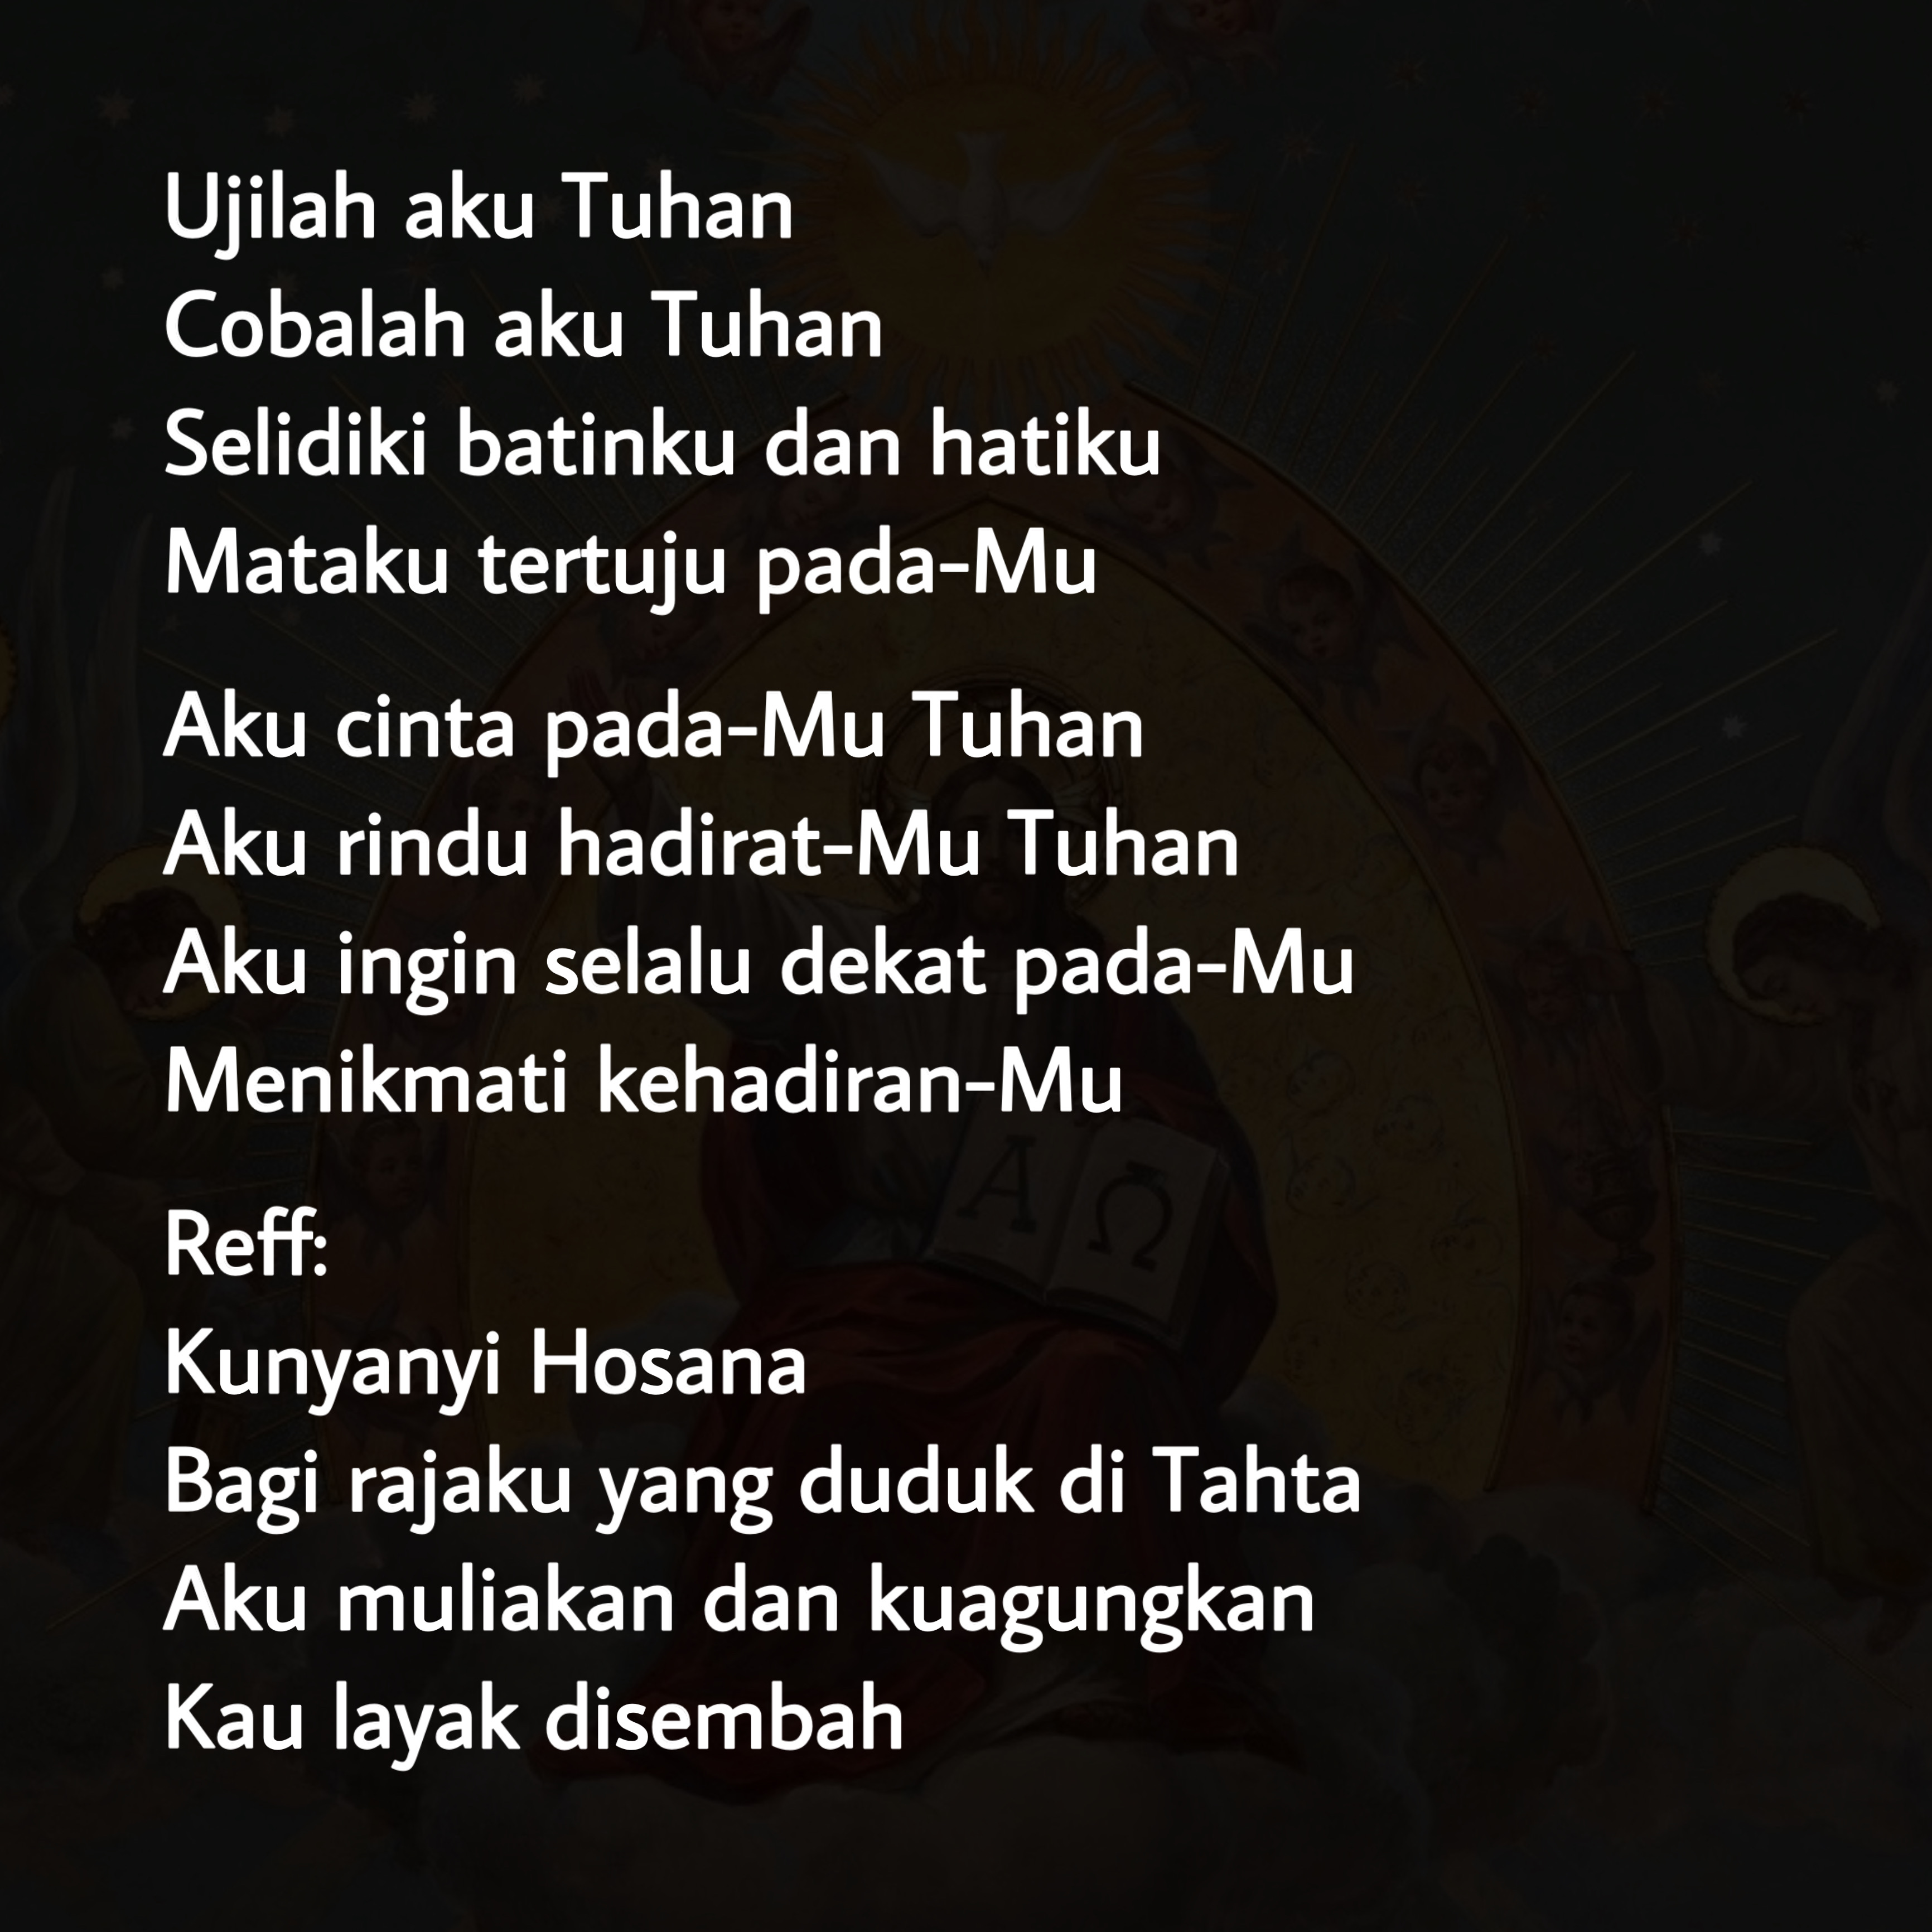 Ujilah aku Tuhan
Cobalah aku Tuhan
Selidiki batinku dan hatiku
Mataku tertuju pada-Mu
Aku cinta pada-Mu Tuhan
Aku rindu hadirat-Mu Tuhan
Aku ingin selalu dekat pada-Mu
Menikmati kehadiran-Mu
Α Ω
Reff:
Kunyanyi Hosana
Bagi rajaku yang duduk di Tahta
Aku muliakan dan kuagungkan
Kau layak disembah